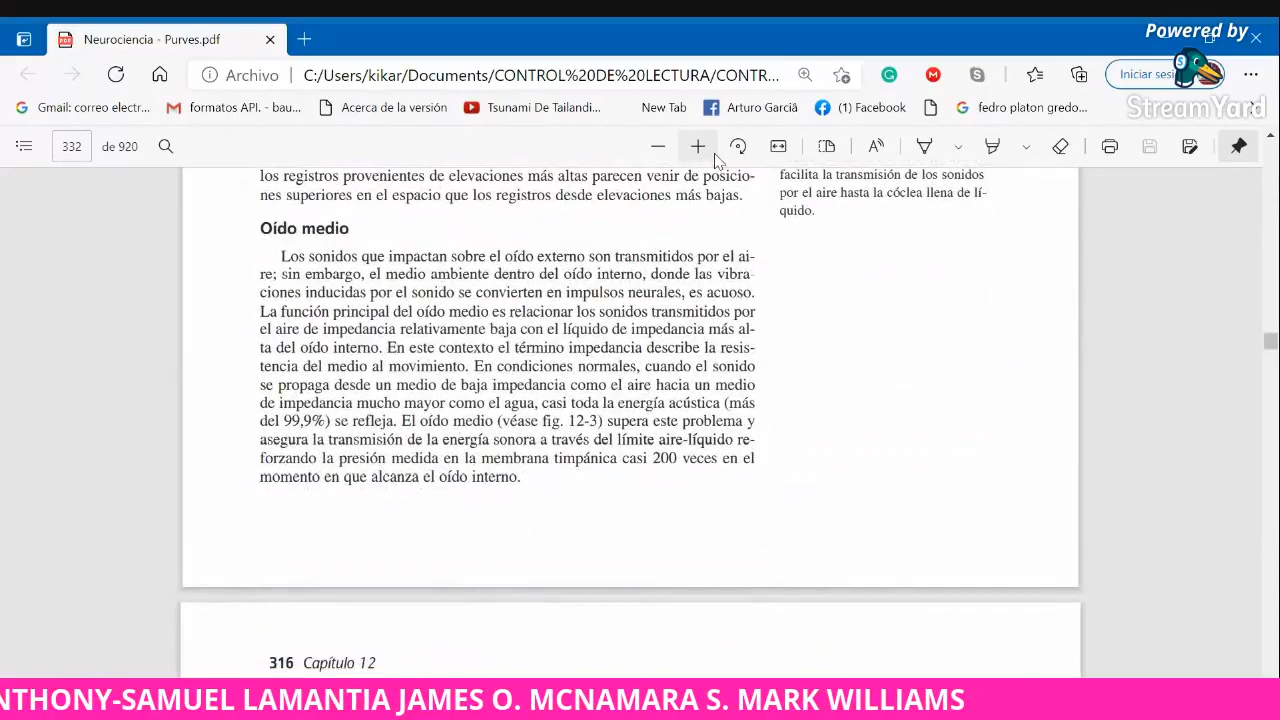 Powered by
Neurociencia - Purves.pdf
Archivo
C:/Users/kikar/Documents/CONTROL%20DE%20LECTURA/CONTR...
Iniciar sesi
StreamYard
Gmail: correo electr...
formatos API. - bau...
Acerca de la versión
Tsunami De Tailandi...
New Tab
Arturo Garciâ
(1) Facebook
fedro platon gredo...
332 de 920
los registros provenientes de elevaciones más altas parecen venir de posicio-
nes superiores en el espacio que los registros desde elevaciones más bajas.
facilita la transmisión de los sonidos
por el aire hasta la cóclea llena de lí-
quido.
Oído medio
Los sonidos que impactan sobre el oído externo son transmitidos por el ai-
re; sin embargo, el medio ambiente dentro del oído interno, donde las vibra-
ciones inducidas por el sonido se convierten en impulsos neurales, es acuoso.
La función principal del oído medio es relacionar los sonidos transmitidos por
el aire de impedancia relativamente baja con el líquido de impedancia más al-
ta del oído interno. En este contexto el término impedancia describe la resis-
tencia del medio al movimiento. En condiciones normales, cuando el sonido
se propaga desde un medio de baja impedancia como el aire hacia un medio
de impedancia mucho mayor como el agua, casi toda la energía acústica (más
del 99,9%) se refleja. El oído medio (véase fig. 12-3) supera este problema y
asegura la transmisión de la energía sonora a través del límite aire-líquido re-
forzando la presión medida en la membrana timpánica casi 200 veces en el
momento en que alcanza el oído interno.
316 Capítulo 12
NTHONY-SAMUEL LAMANTIA JAMES O. MCNAMARA S. MARK WILLIAMS